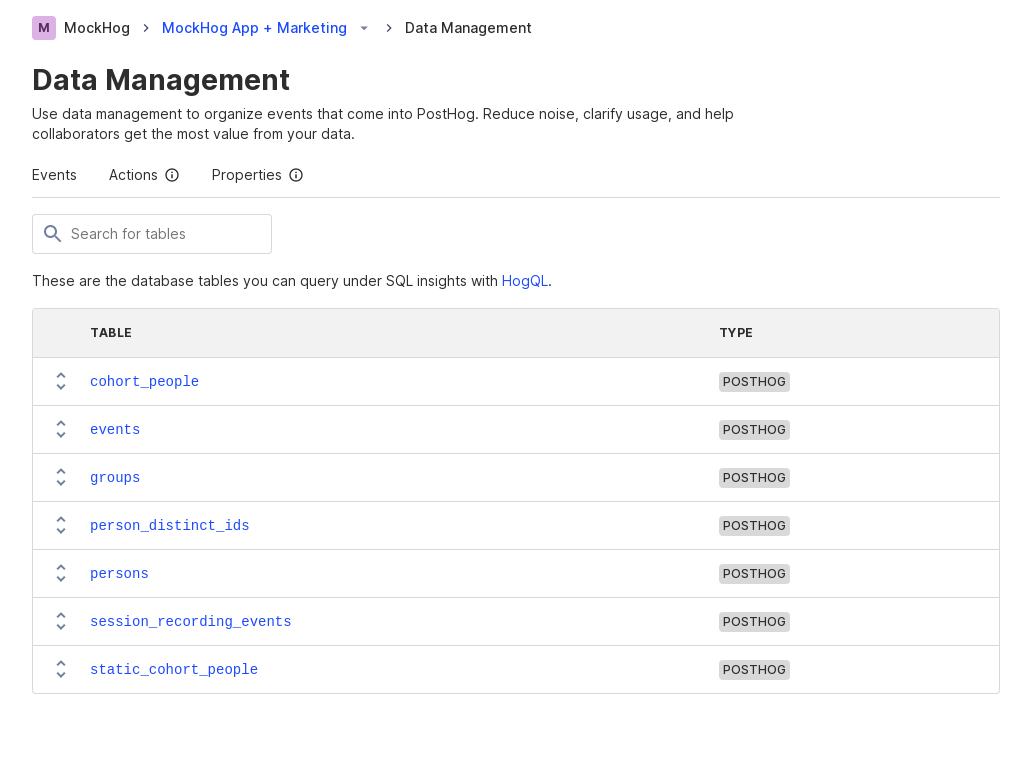 M MockHog MockHog App + Marketing Data Management
Data Management
Use data management to organize events that come into PostHog. Reduce noise, clarify usage, and help
collaborators get the most value from your data.
Events Actions Properties
Search for tables
These are the database tables you can query under SQL insights with HogQL.
TABLE TYPE
cohort_people POSTHOG
events POSTHOG
groups POSTHOG
person_distinct_ids POSTHOG
persons POSTHOG
session_recording_events POSTHOG
static_cohort_people POSTHOG